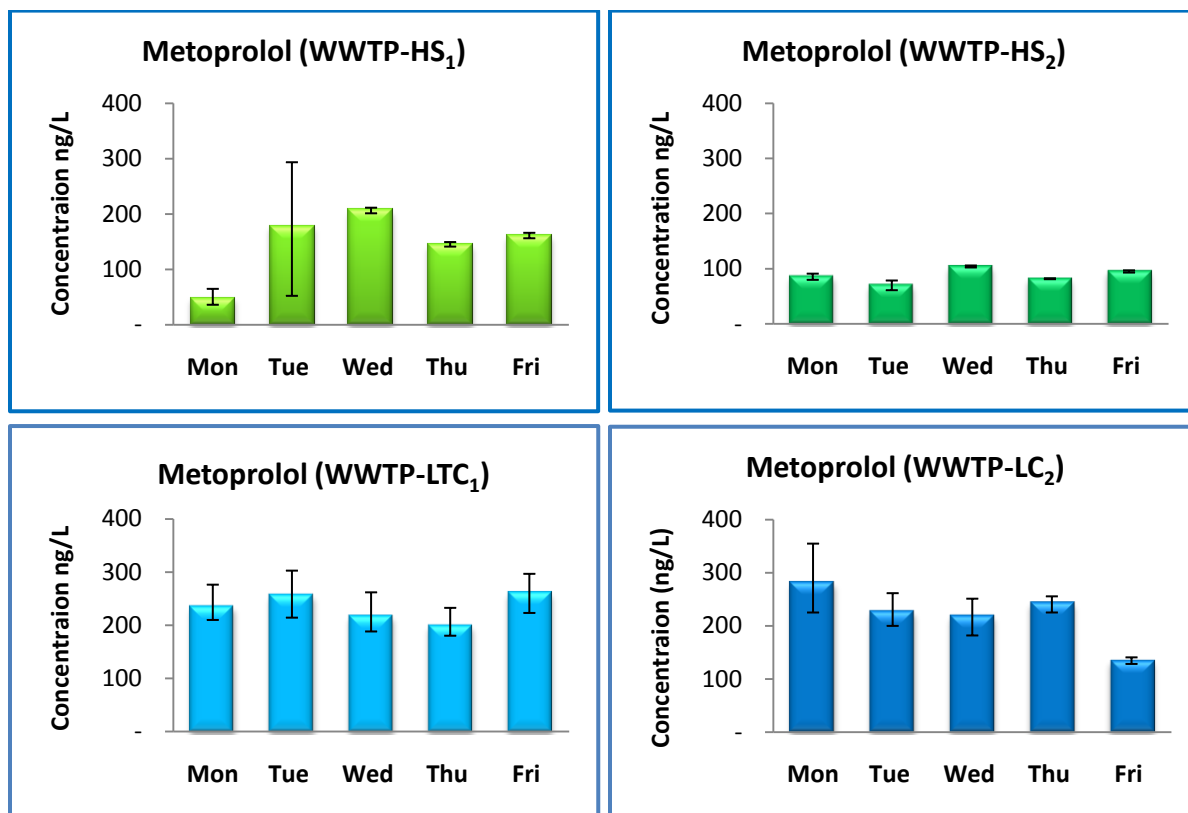 Metoprolol (WWTP-HS₁)
Concentraion ng/L
400
300
200
100
-
Mon Tue Wed Thu Fri
Metoprolol (WWTP-HS₂)
Concentration ng/L
400
300
200
100
-
Mon Tue Wed Thu Fri
Metoprolol (WWTP-LTC₁)
Concentraion ng/L
400
300
200
100
-
Mon Tue Wed Thu Fri
Metoprolol (WWTP-LC₂)
Concentraion (ng/L)
400
300
200
100
-
Mon Tue Wed Thu Fri